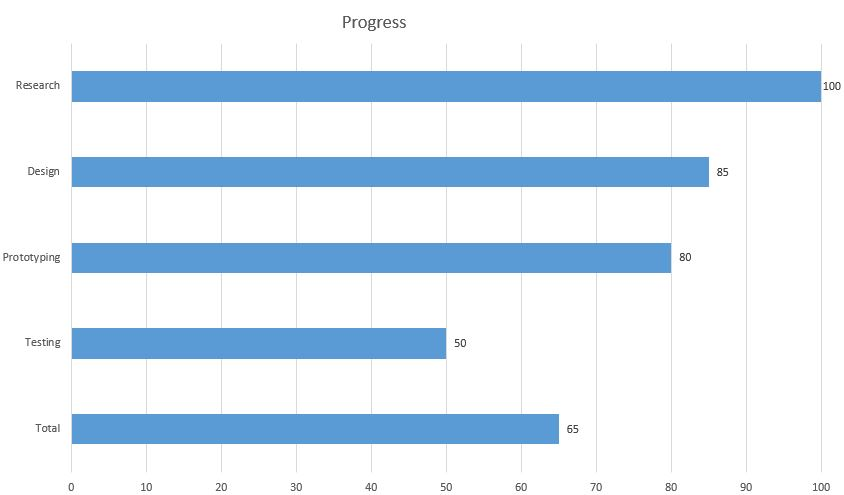 Progress
Research 100
Design 85
Prototyping 80
Testing 50
Total 65
0 10 20 30 40 50 60 70 80 90 100